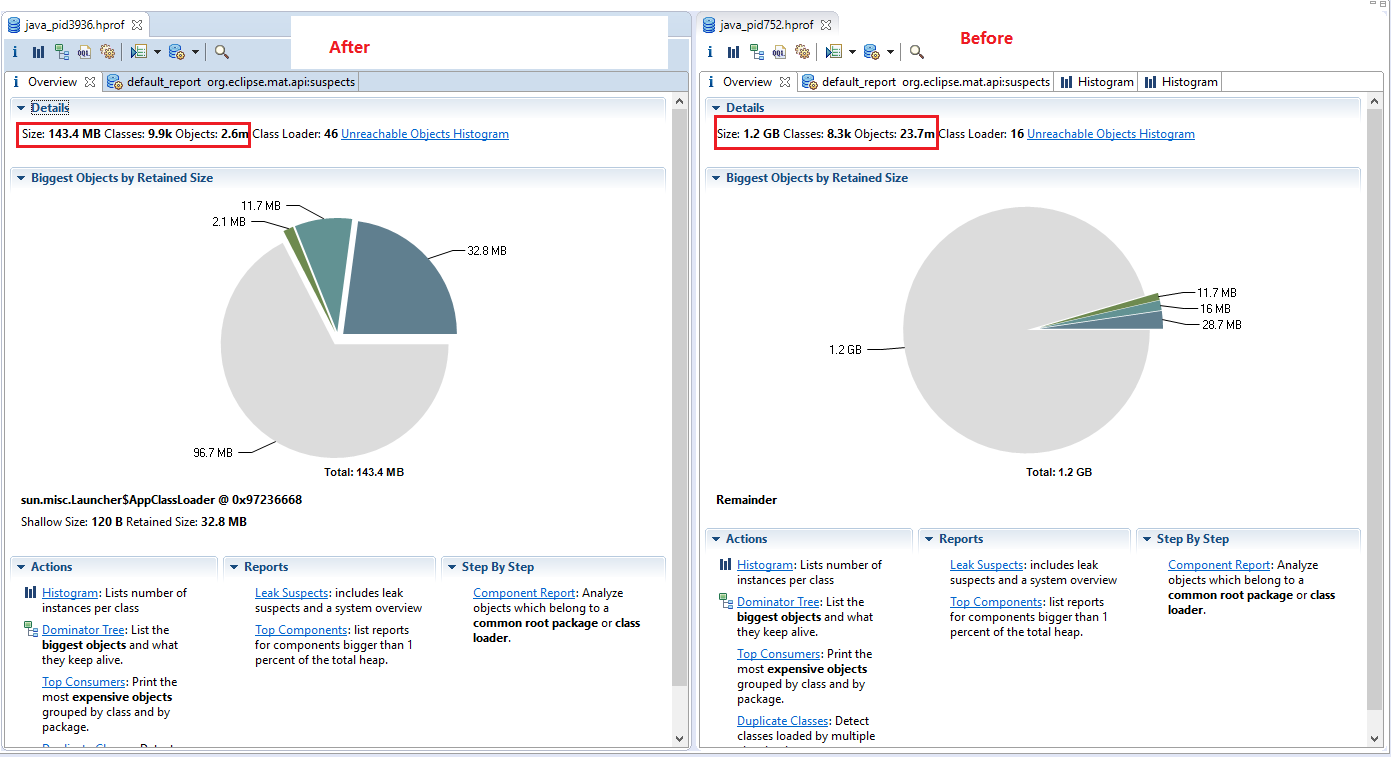 java_pid3936.hprof
After
i Overview
default_report org.eclipse.mat.api:suspects
Details
Size: 143.4 MB Classes: 9.9k Objects: 2.6m Class Loader: 46 Unreachable Objects Histogram
Biggest Objects by Retained Size
11.7 MB
2.1 MB
32.8 MB
96.7 MB
Total: 143.4 MB
sun.misc.Launcher$AppClassLoader @ 0x97236668
Shallow Size: 120 B Retained Size: 32.8 MB
Actions
Histogram: Lists number of
instances per class
Dominator Tree: List the
biggest objects and what
they keep alive.
Top Consumers: Print the
most expensive objects
grouped by class and by
package.
Reports
Leak Suspects: includes leak
suspects and a system overview
Top Components: list reports
for components bigger than 1
percent of the total heap.
Step By Step
Component Report: Analyze
objects which belong to a
common root package or class
loader.
java_pid752.hprof
Before
i Overview
default_report org.eclipse.mat.api:suspects
Histogram
Histogram
Details
Size: 1.2 GB Classes: 8.3k Objects: 23.7m Class Loader: 16 Unreachable Objects Histogram
Biggest Objects by Retained Size
11.7 MB
16 MB
28.7 MB
1.2 GB
Total: 1.2 GB
Remainder
Actions
Histogram: Lists number of
instances per class
Dominator Tree: List the
biggest objects and what
they keep alive.
Top Consumers: Print the
most expensive objects
grouped by class and by
package.
Duplicate Classes: Detect
classes loaded by multiple
Reports
Leak Suspects: includes leak
suspects and a system overview
Top Components: list reports
for components bigger than 1
percent of the total heap.
Step By Step
Component Report: Analyze
objects which belong to a
common root package or class
loader.